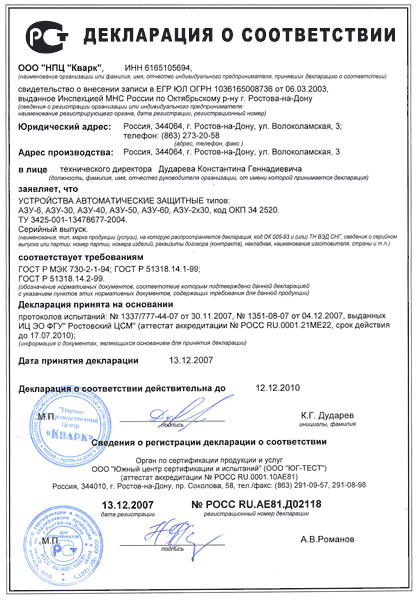 ДЕКЛАРАЦИЯ О СООТВЕТСТВИИ
ООО "НПЦ "Кварк", ИНН 6165105694,
(наименование организации или фамилия, имя, отчество индивидуального предпринимателя, принявших декларацию о соответствии)
свидетельство о внесении записи в ЕГР ЮЛ ОГРН 1036165008736 от 06.03.2003,
выданное Инспекцией МНС России по Октябрьскому р-ну г. Ростова-на-Дону
(сведения о регистрации организации или индивидуального предпринимателя:
наименование регистрирующего органа, дата регистрации, регистрационный номер)
Юридический адрес: Россия, 344064, г. Ростов-на-Дону, ул. Волоколамская, 3;
телефон: (863) 273-20-58
(адрес, телефон, факс)
Адрес производства: Россия, 344064, г. Ростов-на-Дону, ул. Волоколамская, 3
в лице технического директора Дударева Константина Геннадиевича
(должность, фамилия, имя, отчество руководителя организации, от имени которой принимается декларация)
заявляет, что
УСТРОЙСТВА АВТОМАТИЧЕСКИЕ ЗАЩИТНЫЕ типов:
АЗУ-6, АЗУ-30, АЗУ-40, АЗУ-50, АЗУ-60, АЗУ-2х30, код ОКП 34 2520.
ТУ 3425-001-13478677-2004.
Серийный выпуск.
(наименование, тип, марка продукции (услуги), на которую распространяется декларация, код ОК 005-93 и (или) ТН ВЭД СНГ, сведения о серийном
выпуске или партии: номер партии, номера изделий, реквизиты договора (контракта), накладная, наименование изготовителя, страны и т.п.)
соответствует требованиям
ГОСТ Р МЭК 730-2-1-94; ГОСТ Р 51318.14.1-99;
ГОСТ Р 51318.14.2-99.
(обозначение нормативных документов, соответствие которым подтверждено данной декларацией
с указанием пунктов этих нормативных документов, содержащих требования для данной продукции)
Декларация принята на основании
протоколов испытаний: № 1337/777-44-07 от 30.11.2007, № 1351-08-07 от 04.12.2007, выданных
ИЦ ЭО ФГУ" Ростовский ЦСМ" (аттестат аккредитации № РОСС RU.0001.21МЕ22, срок действия
до 17.07.2010);
(информация о документах, являющихся основанием для принятия декларации)
Дата принятия декларации 13.12.2007
Декларация о соответствии действительна до 12.12.2010
М.П. К.Г. Дударев
подпись инициалы, фамилия
Научно-
Производственный
Центр
«КВАРК»
Сведения о регистрации декларации о соответствии
Орган по сертификации продукции и услуг
ООО "Южный центр сертификации и испытаний" (ООО "ЮГ-ТЕСТ")
(аттестат аккредитации № РОСС RU.0001.10АЕ81)
Россия, 344010, г. Ростов-на-Дону, пр. Соколова, 58, тел./факс: (863) 291-09-57, 291-09-58
13.12.2007 № РОСС RU.АЕ81.Д02118
регистрационный номер
М.П. А.В.Романов
подпись